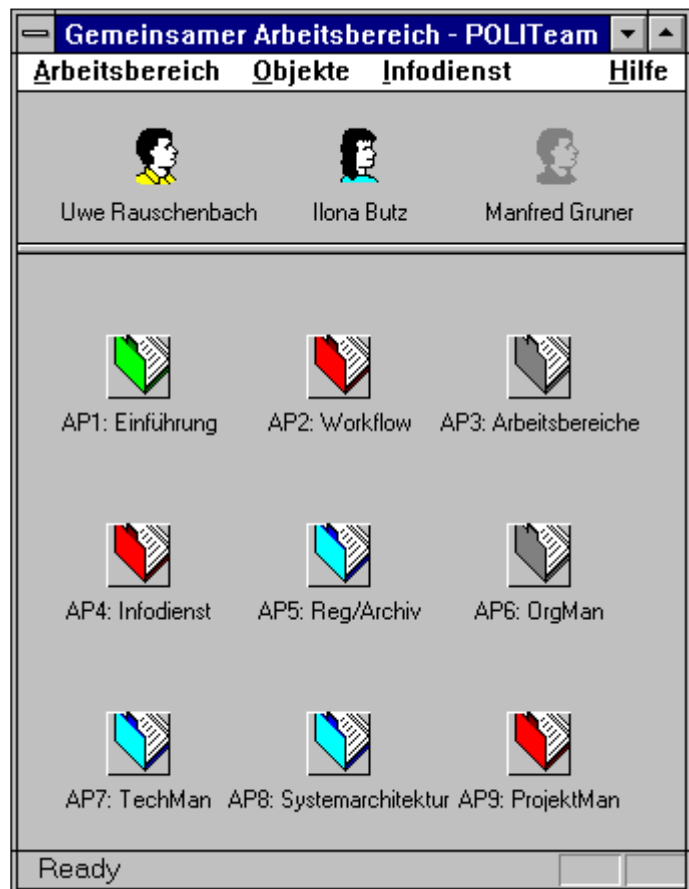 Gemeinsamer Arbeitsbereich - POLITeam
Arbeitsbereich Objekte Infodienst Hilfe
Uwe Rauschenbach Ilona Butz Manfred Gruner
AP1: Einführung AP2: Workflow AP3: Arbeitsbereiche
AP4: Infodienst AP5: Reg/Archiv AP6: OrgMan
AP7: TechMan AP8: Systemarchitektur AP9: ProjektMan
Ready